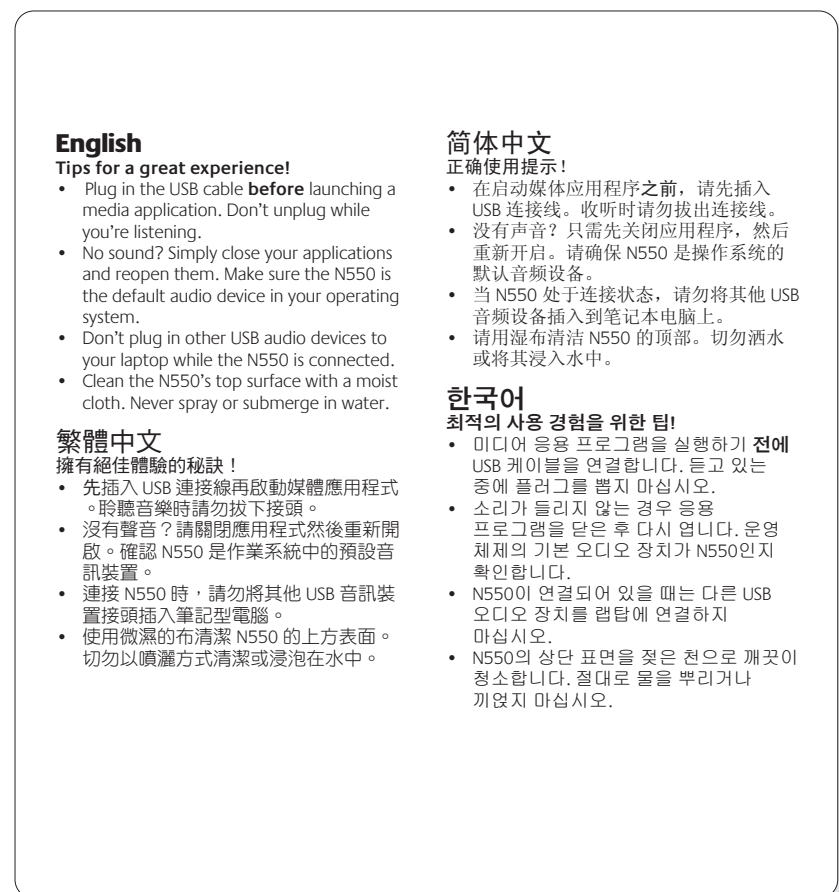 English
Tips for a great experience!
• Plug in the USB cable before launching a
media application. Don't unplug while
you're listening.
• No sound? Simply close your applications
and reopen them. Make sure the N550 is
the default audio device in your operating
system.
• Don't plug in other USB audio devices to
your laptop while the N550 is connected.
• Clean the N550's top surface with a moist
cloth. Never spray or submerge in water.
繁體中文
擁有絕佳體驗的秘訣！
• 先插入 USB 連接線再啟動媒體應用程式
。聆聽音樂時請勿拔下接頭。
• 沒有聲音？請關閉應用程式然後重新開
啟。確認 N550 是作業系統中的預設音
訊裝置。
• 連接 N550 時，請勿將其他 USB 音訊裝
置接頭插入筆記型電腦。
• 使用微濕的布清潔 N550 的上方表面。
切勿以噴灑方式清潔或浸泡在水中。
简体中文
正确使用提示！
• 在启动媒体应用程序之前，请先插入
USB 连接线。收听时请勿拔出连接线。
• 没有声音？只需先关闭应用程序，然后
重新开启。请确保 N550 是操作系统的
默认音频设备。
• 当 N550 处于连接状态，请勿将其他 USB
音频设备插入到笔记本电脑上。
• 请用湿布清洁 N550 的顶部。切勿洒水
或将其浸入水中。
한국어
최적의 사용 경험을 위한 팁!
• 미디어 응용 프로그램을 실행하기 전에
USB 케이블을 연결합니다. 듣고 있는
중에 플러그를 뽑지 마십시오.
• 소리가 들리지 않는 경우 응용
프로그램을 닫은 후 다시 엽니다. 운영
체제의 기본 오디오 장치가 N550인지
확인합니다.
• N550이 연결되어 있을 때는 다른 USB
오디오 장치를 랩탑에 연결하지
마십시오.
• N550의 상단 표면을 젖은 천으로 깨끗이
청소합니다. 절대로 물을 뿌리거나
끼얹지 마십시오.